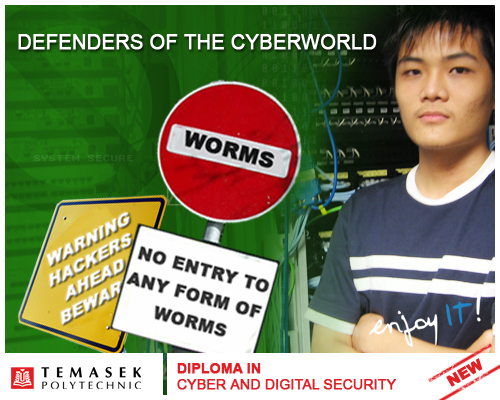 DEFENDERS OF THE CYBERWORLD
SYSTEM SECURE
WORMS
WARNING
HACKERS
AHEAD
BEWAR
NO ENTRY TO
ANY FORM OF
WORMS
enjoy IT!
TEMASEK
POLYTECHNIC
DIPLOMA IN
CYBER AND DIGITAL SECURITY
NEW